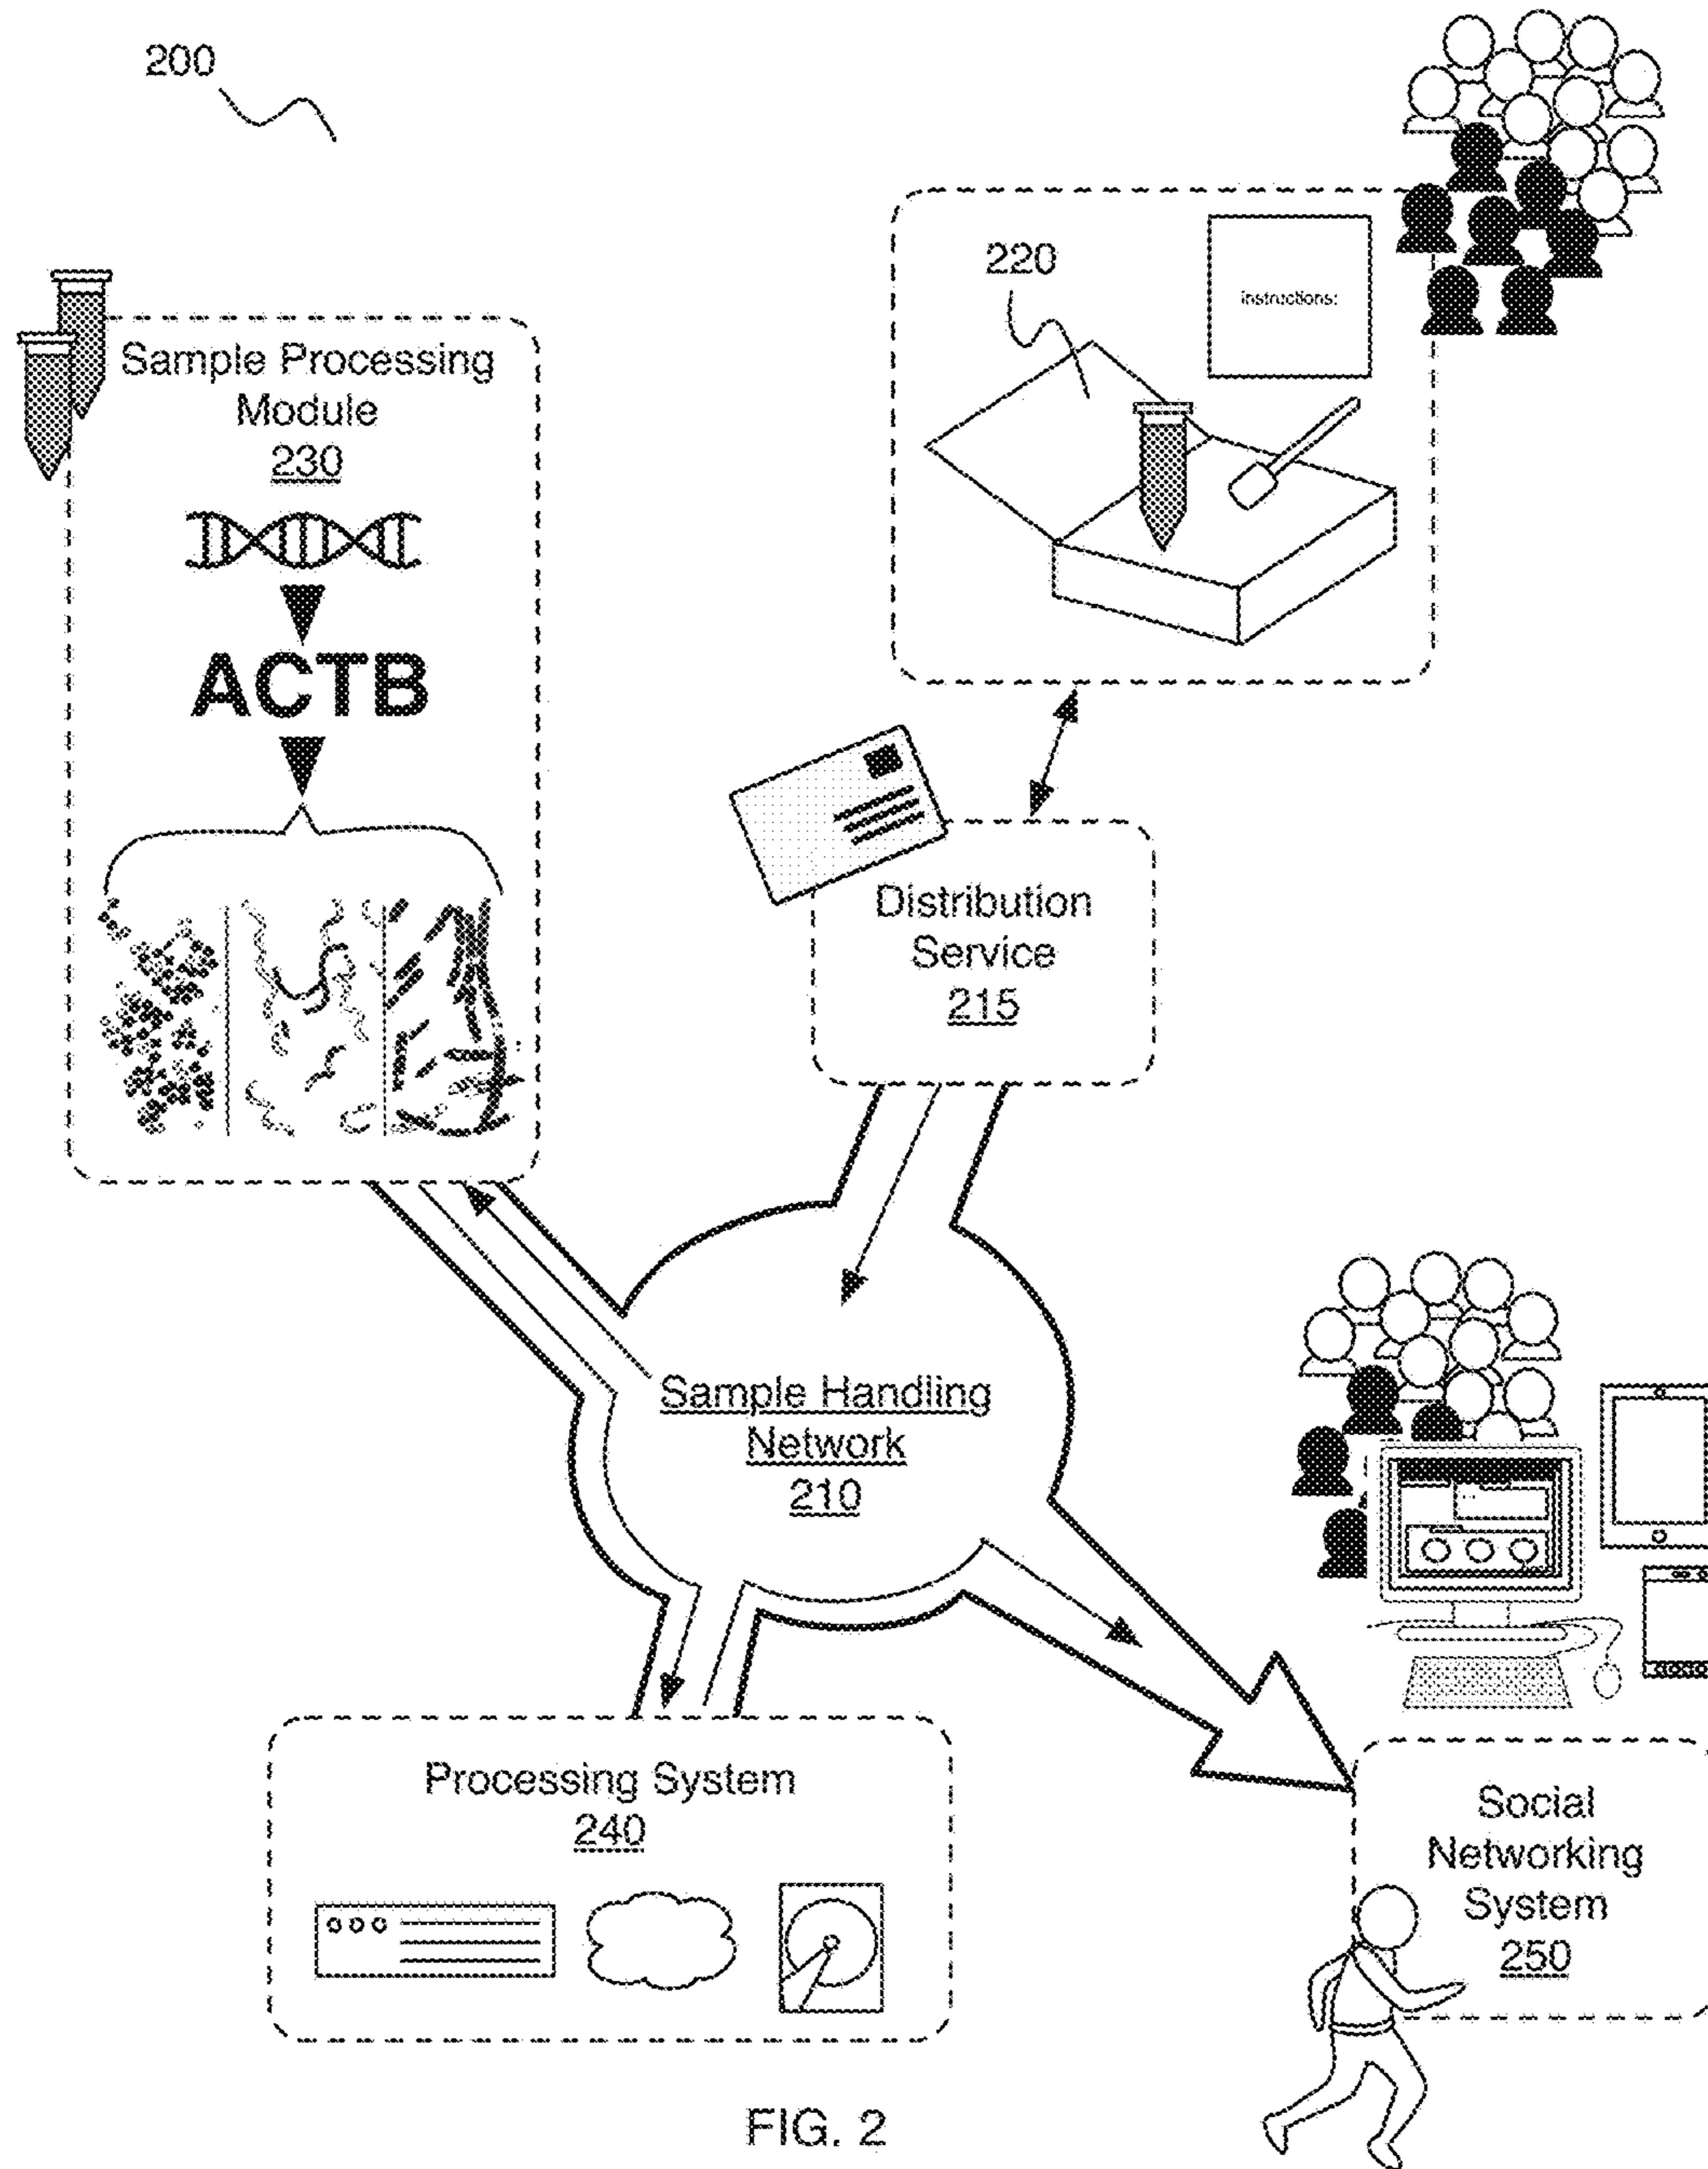 200
220
instructions:
Sample Processing
Module
230
ACTB
Distribution
Service
215
Sample Handling
Network
210
Processing System
240
Social
Networking
System
250
FIG. 2